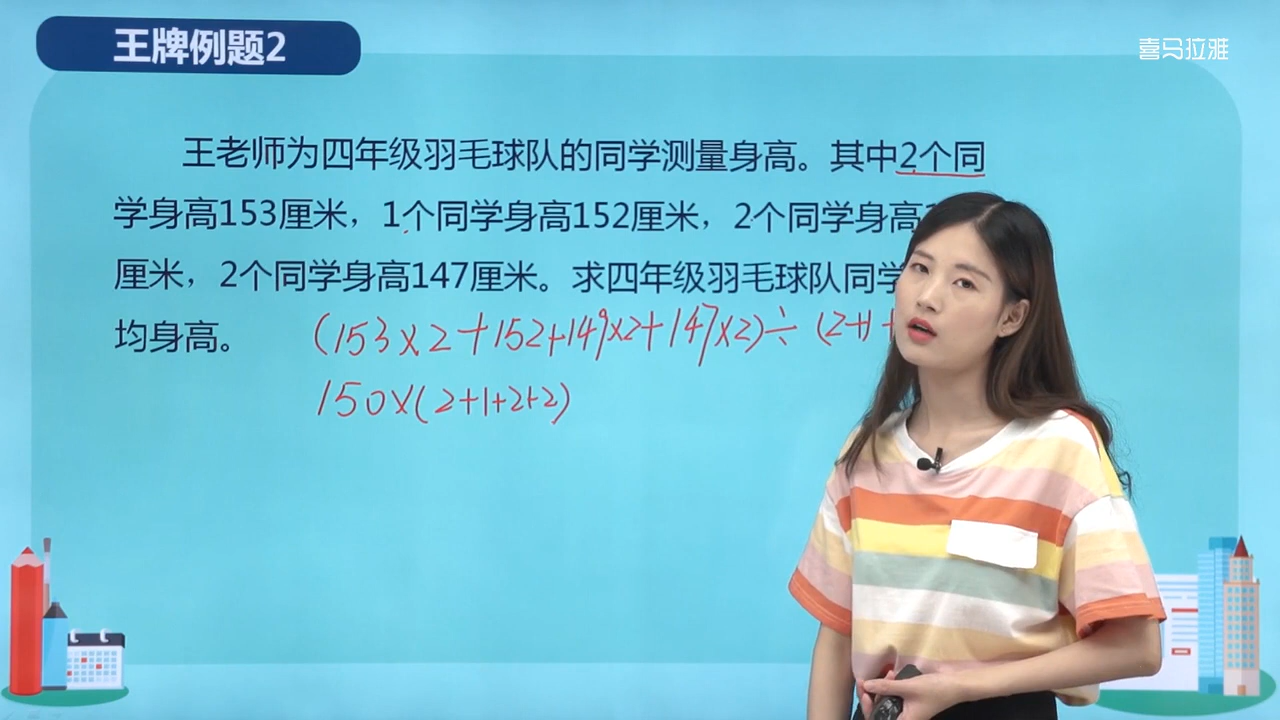 王牌例题2
喜马拉雅
王老师为四年级羽毛球队的同学测量身高。其中2个同
学身高153厘米，1个同学身高152厘米，2个同学身高
厘米，2个同学身高147厘米。求四年级羽毛球队同学
均身高。
(153×2+152+149×2+147×2)÷(2+1+
150×(2+1+2+2)